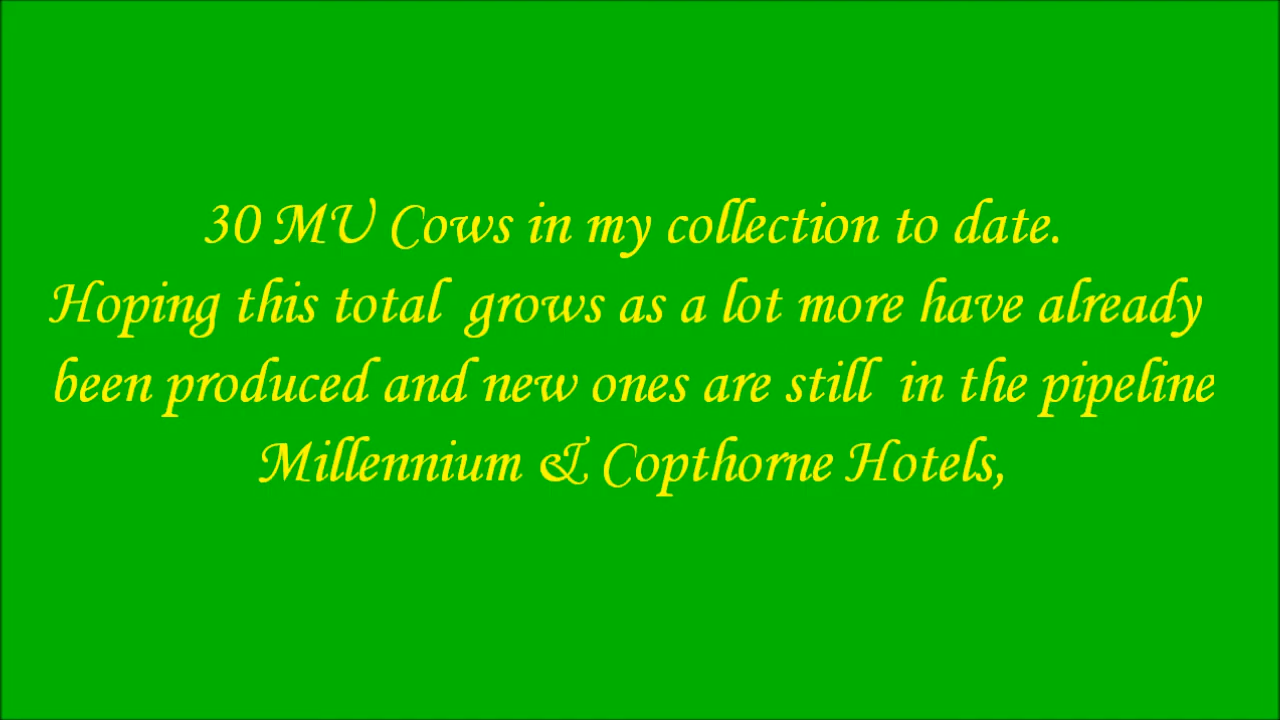 30 MU Cows in my collection to date.
Hoping this total grows as a lot more have already
been produced and new ones are still in the pipeline
Millennium & Copthorne Hotels,